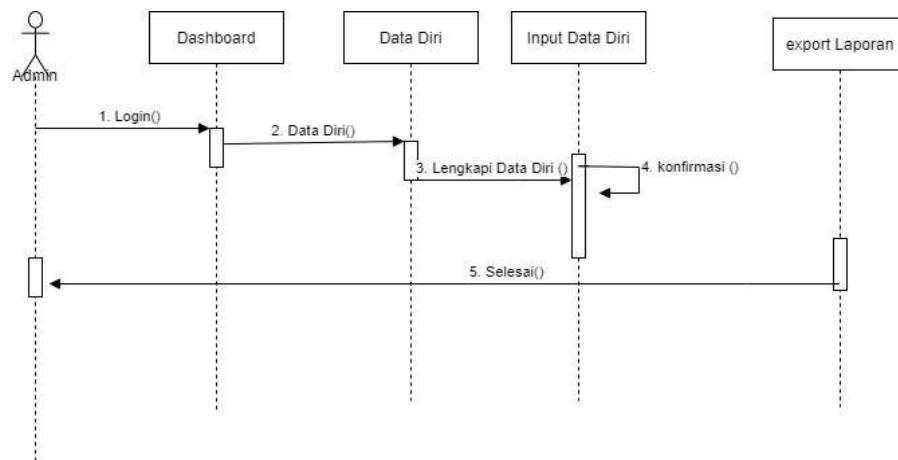 Dashboard
Data Diri
Input Data Diri
export Laporan
Admin
1. Login()
2. Data Diri()
3. Lengkapi Data Diri ()
4. konfirmasi ()
5. Selesai()